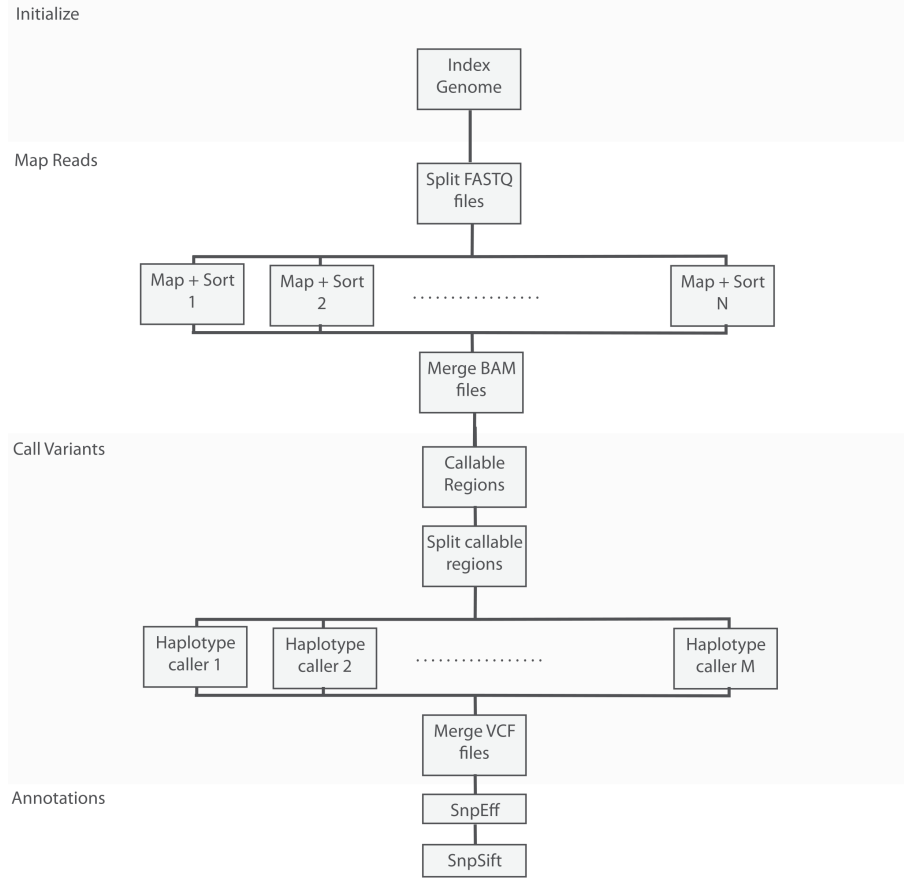 Initialize
Index
Genome
Map Reads
Split FASTQ
files
Map + Sort
1
Map + Sort
2
.................
Map + Sort
N
Merge BAM
files
Call Variants
Callable
Regions
Split callable
regions
Haplotype
caller 1
Haplotype
caller 2
.................
Haplotype
caller M
Merge VCF
files
Annotations
SnpEff
SnpSift